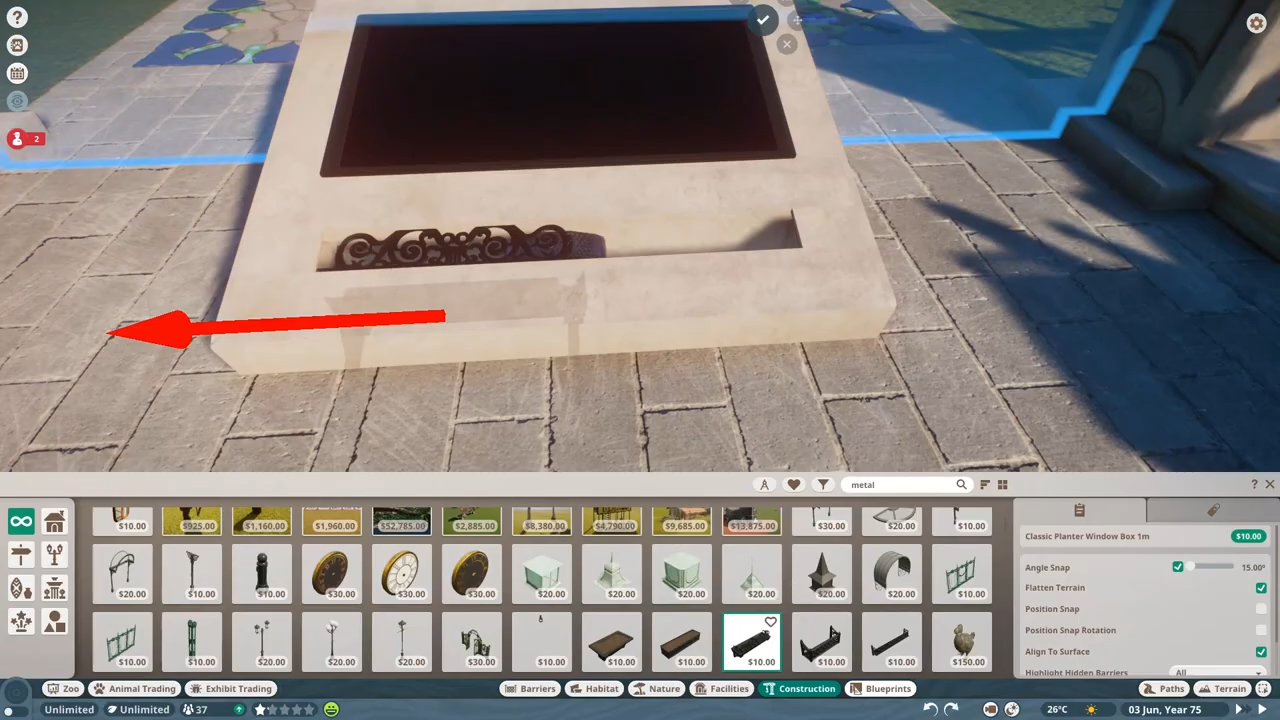 ?
2
metal
? ×
$10.00 $925.00 $1,160.00 $1,960.00 $52,785.00 $2,885.00 $8,380.00 $4,790.00 $9,685.00 $13,875.00 $30.00 $20.00 $10.00
$20.00 $10.00 $10.00 $30.00 $30.00 $30.00 $20.00 $20.00 $20.00 $20.00 $20.00 $20.00 $10.00
$10.00 $10.00 $20.00 $20.00 $20.00 $30.00 $10.00 $10.00 $10.00 $10.00 $10.00 $10.00 $150.00
Classic Planter Window Box 1m $10.00
Angle Snap 15.00°
Flatten Terrain
Position Snap
Position Snap Rotation
Align To Surface
Highlight Hidden Barriers All
Zoo Animal Trading Exhibit Trading Barriers Habitat Nature Facilities Construction Blueprints Paths Terrain
Unlimited Unlimited 37 26°C 03 Jun, Year 75